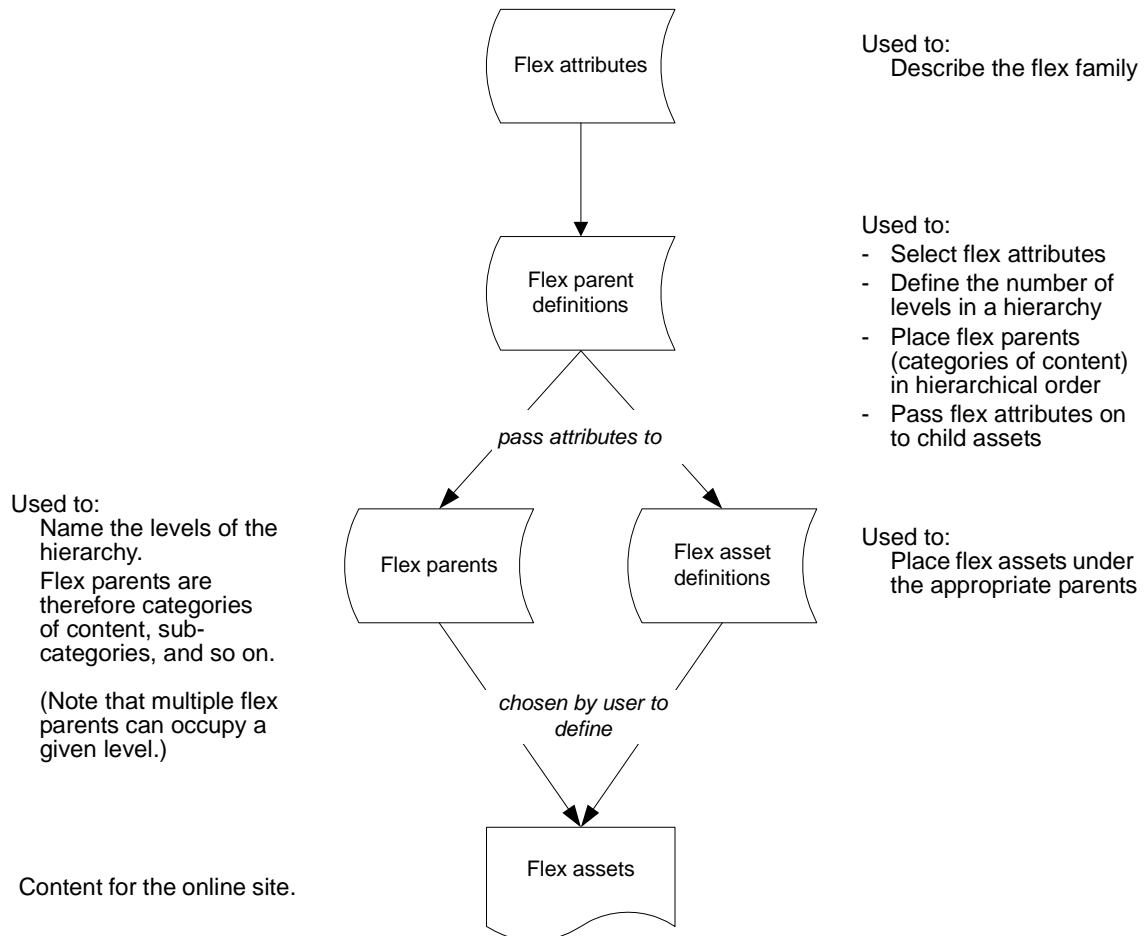 Flex attributes
Used to:
Describe the flex family
Flex parent
definitions
Used to:
- Select flex attributes
- Define the number of
levels in a hierarchy
- Place flex parents
(categories of content)
in hierarchical order
- Pass flex attributes on
to child assets
pass attributes to
Used to:
Name the levels of the
hierarchy.
Flex parents are
therefore categories
of content, sub-
categories, and so on.
(Note that multiple flex
parents can occupy a
given level.)
Flex parents
Flex asset
definitions
Used to:
Place flex assets under
the appropriate parents
chosen by user to
define
Flex assets
Content for the online site.